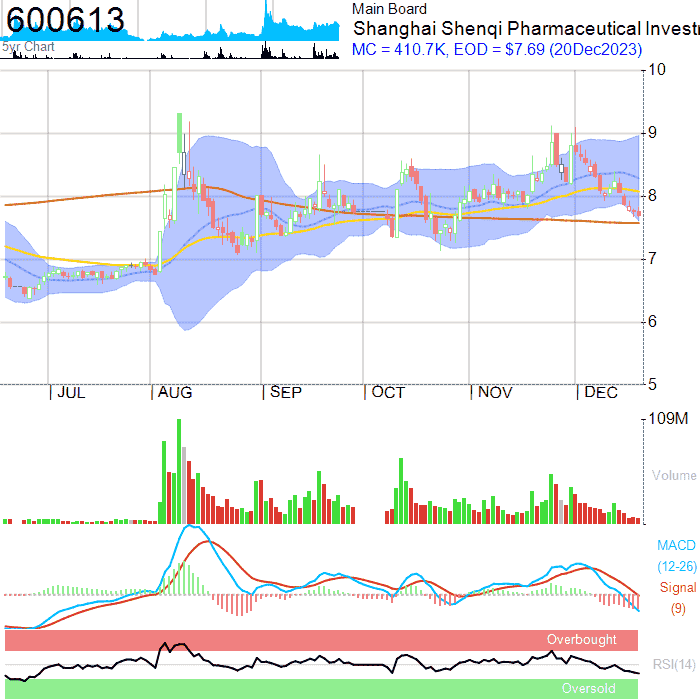 600613
5yr Chart
Main Board
Shanghai Shenqi Pharmaceutical Investr
MC = 410.7K, EOD = $7.69 (20Dec2023)
10
9
8
7
6
5
JUL
AUG
SEP
OCT
NOV
DEC
109M
Volume
MACD
(12-26)
Signal
(9)
Overbought
RSI(14)
Oversold